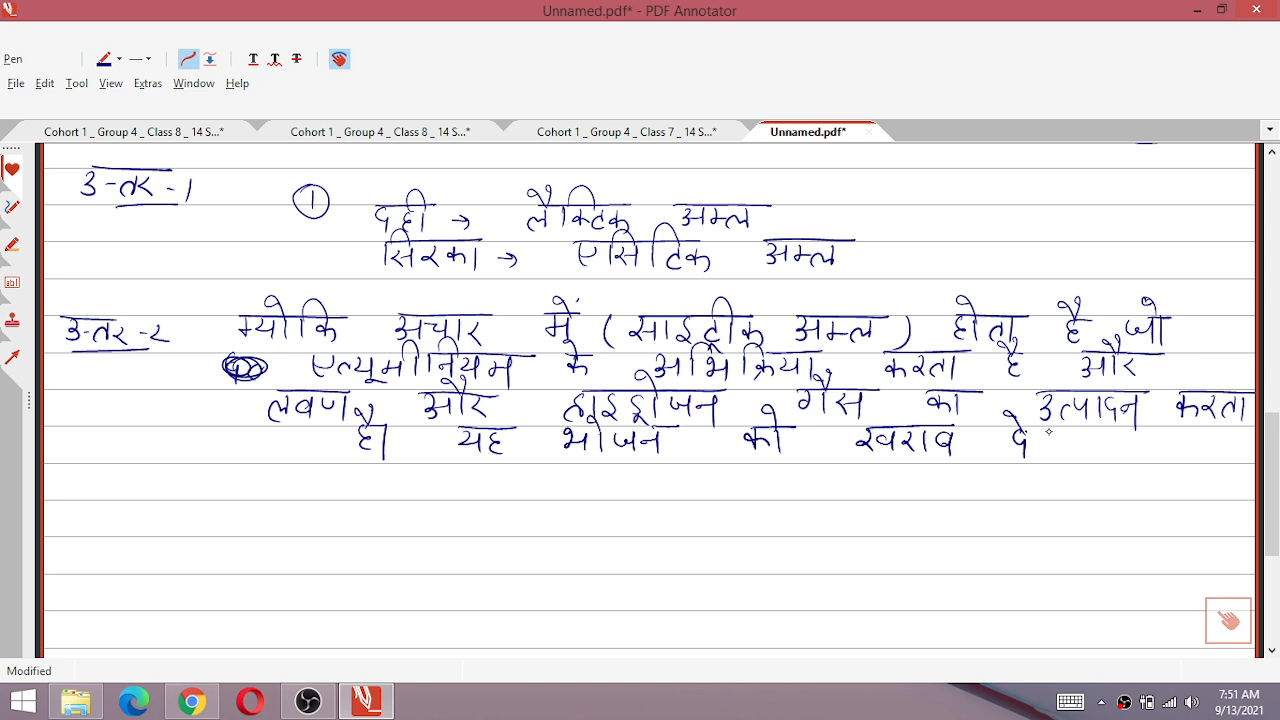 Unnamed.pdf* - PDF Annotator
Pen
T T T
File Edit Tool View Extras Window Help
Cohort 1 _ Group 4 _ Class 8 _ 14 S...* Cohort 1 _ Group 4 _ Class 8 _ 14 S...* Cohort 1 _ Group 4 _ Class 7 _ 14 S...* Unnamed.pdf*
उत्तर-1 ① दही → लैक्टिक अम्ल
सिरका → एसिटिक अम्ल
उत्तर-2 म्योकि अचार में (साइट्रीक अम्ल) होता है जो
एल्यूमीनियम के अभिक्रिया करता है और
लवण और हाइड्रोजन गैस का उत्पादन करता
है। यह भोजन को खराब दे
Modified
7:51 AM
9/13/2021